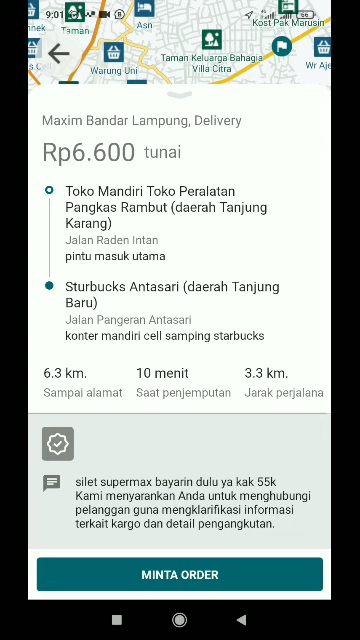 9:01
Asn
Kost Pak Marusin
Taman
Taman Keluarga Bahagia
Villa Citra
Warung Uni
Wr Aje
Maxim Bandar Lampung, Delivery
Rp6.600 tunai
Toko Mandiri Toko Peralatan
Pangkas Rambut (daerah Tanjung
Karang)
Jalan Raden Intan
pintu masuk utama
Sturbucks Antasari (daerah Tanjung
Baru)
Jalan Pangeran Antasari
konter mandiri cell samping starbucks
6.3 km. 10 menit 3.3 km.
Sampai alamat Saat penjemputan Jarak perjalana
silet supermax bayarin dulu ya kak 55k
Kami menyarankan Anda untuk menghubungi
pelanggan guna mengklarifikasi informasi
terkait kargo dan detail pengangkutan.
MINTA ORDER